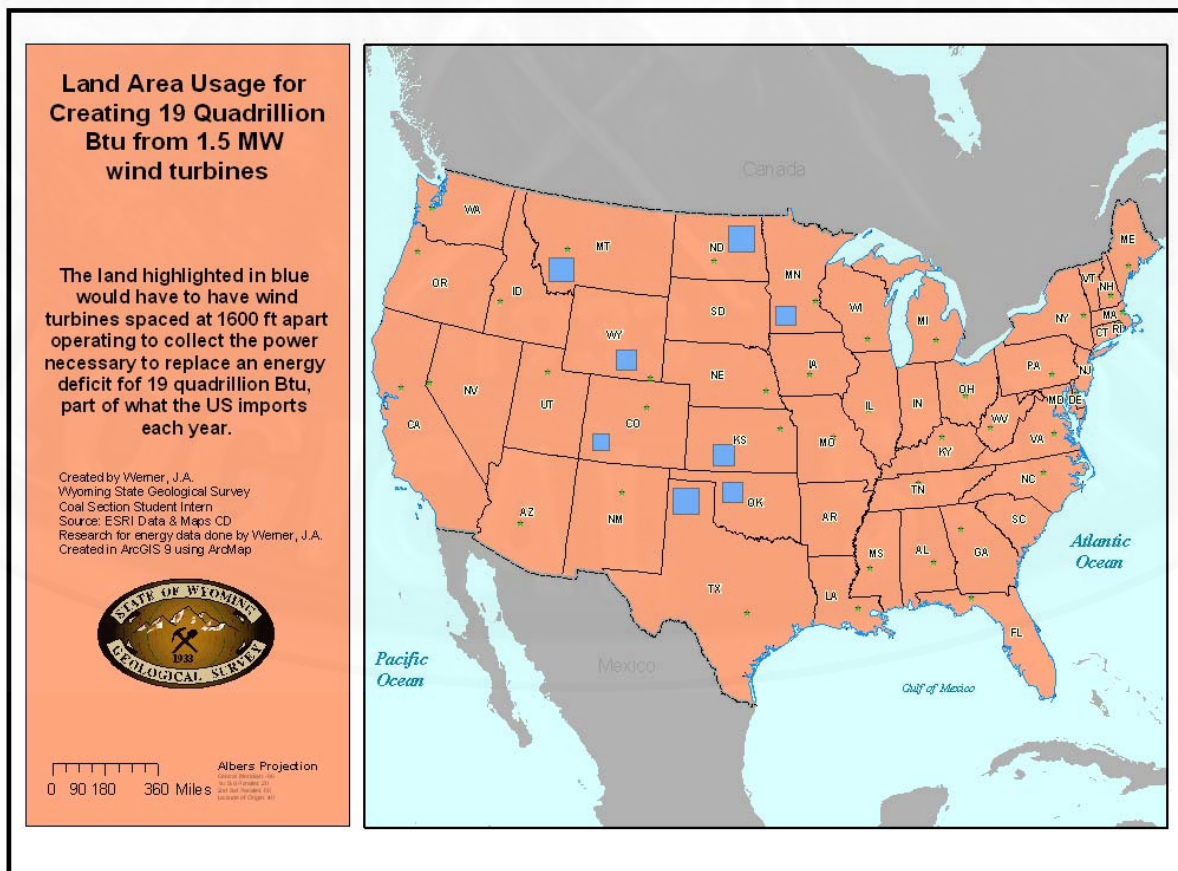 Land Area Usage for
Creating 19 Quadrillion
Btu from 1.5 MW
wind turbines
The land highlighted in blue
would have to have wind
turbines spaced at 1600 ft apart
operating to collect the power
necessary to replace an energy
deficit fof 19 quadrillion Btu,
part of what the US imports
each year.
Created by Werner, J.A.
Wyoming State Geological Survey
Coal Section Student Intern
Source: ESRI Data & Maps CD
Research for energy data done by Werner, J.A.
Created in ArcGIS 9 using ArcMap
STATE OF WYOMING
1933
GEOLOGICAL SURVEY
Albers Projection
0 90 180 360 Miles
Canada
WA
MT
ND
MN
ME
OR
ID
SD
WI
MI
VT
NH
NY
MA
CT RI
WY
IA
NE
PA
NJ
NV
UT
CO
IL
IN
OH
MD DE
CA
KS
MO
WV
VA
KY
AZ
NM
OK
AR
TN
NC
SC
MS
AL
GA
TX
LA
FL
Atlantic
Ocean
Pacific
Ocean
Mexico
Gulf of Mexico